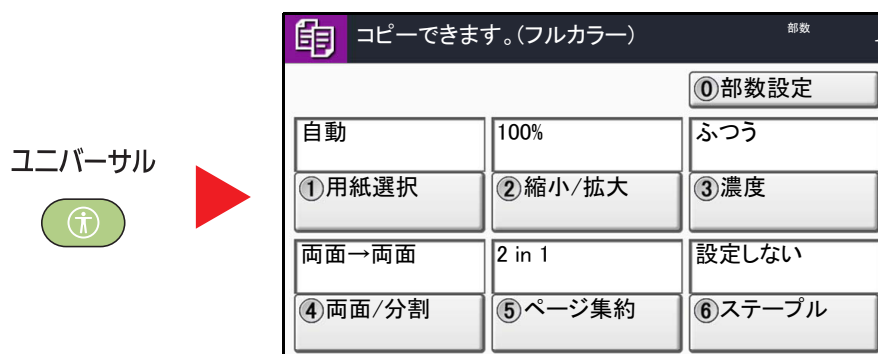 ユニバーサル
コピーできます。(フルカラー)
部数
⓪部数設定
自動
100%
ふつう
①用紙選択
②縮小/拡大
③濃度
両面→両面
2 in 1
設定しない
④両面/分割
⑤ページ集約
⑥ステープル